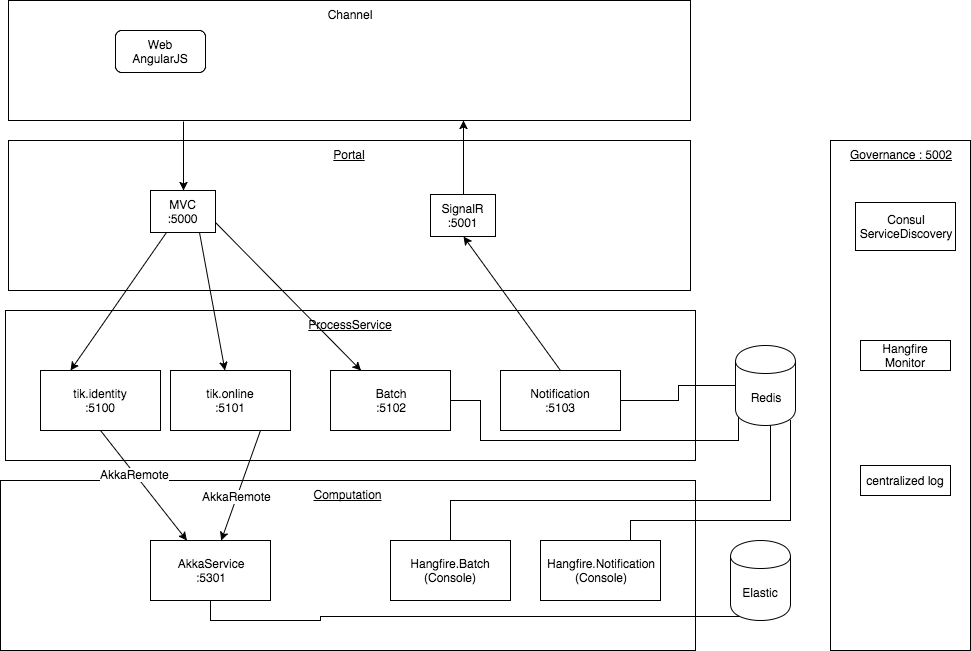 Channel
Web
AngularJS
Portal
Governance : 5002
MVC
:5000
SignalR
:5001
Consul
ServiceDiscovery
ProcessService
Hangfire
Monitor
tik.identity
:5100
tik.online
:5101
Batch
:5102
Notification
:5103
Redis
AkkaRemote
AkkaRemote
centralized log
Computation
AkkaService
:5301
Hangfire.Batch
(Console)
Hangfire.Notification
(Console)
Elastic